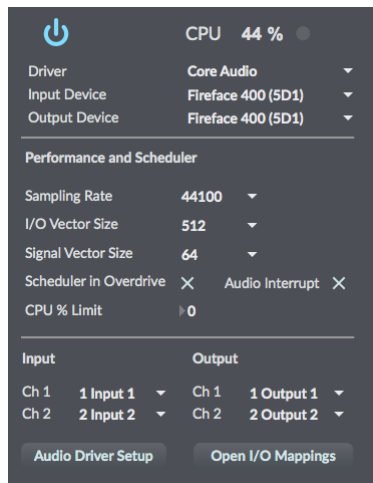 CPU 44 %
Driver Core Audio
Input Device Fireface 400 (5D1)
Output Device Fireface 400 (5D1)
Performance and Scheduler
Sampling Rate 44100
I/O Vector Size 512
Signal Vector Size 64
Scheduler in Overdrive Audio Interrupt
CPU % Limit 0
Input Output
Ch 1 1 Input 1 Ch 1 1 Output 1
Ch 2 2 Input 2 Ch 2 2 Output 2
Audio Driver Setup Open I/O Mappings